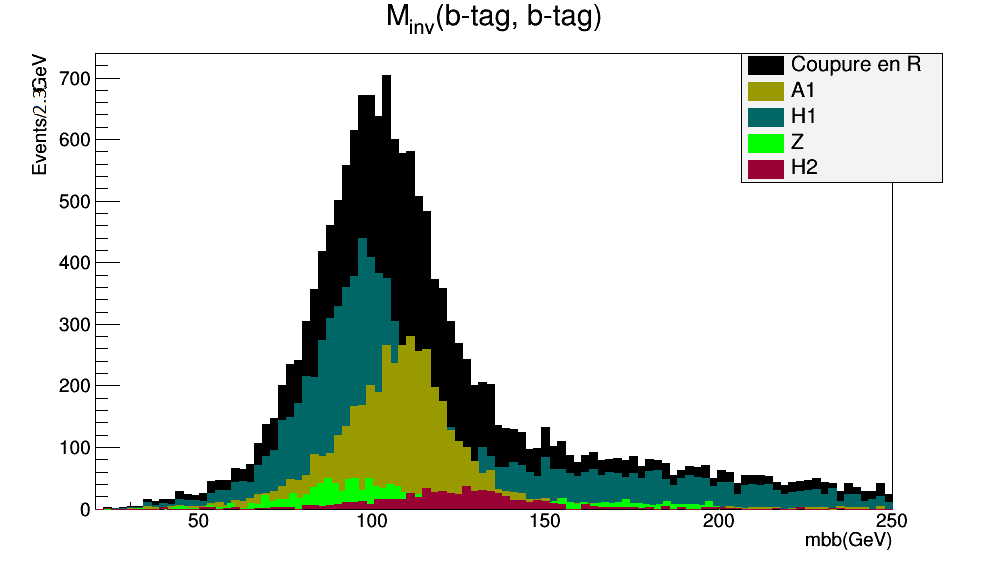 Minv(b-tag, b-tag)
Events/2.3GeV
700
600
500
400
300
200
100
0
Coupure en R
A1
H1
Z
H2
50 100 150 200 250
mbb(GeV)